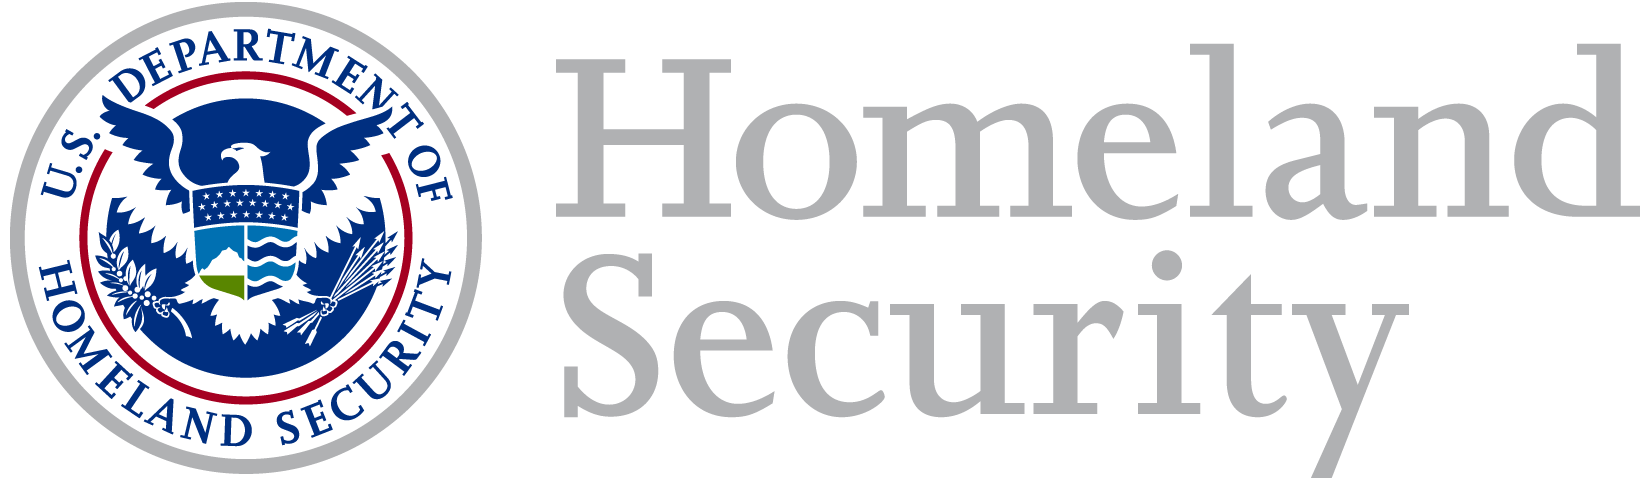 U.S. DEPARTMENT OF
HOMELAND SECURITY
Homeland
Security